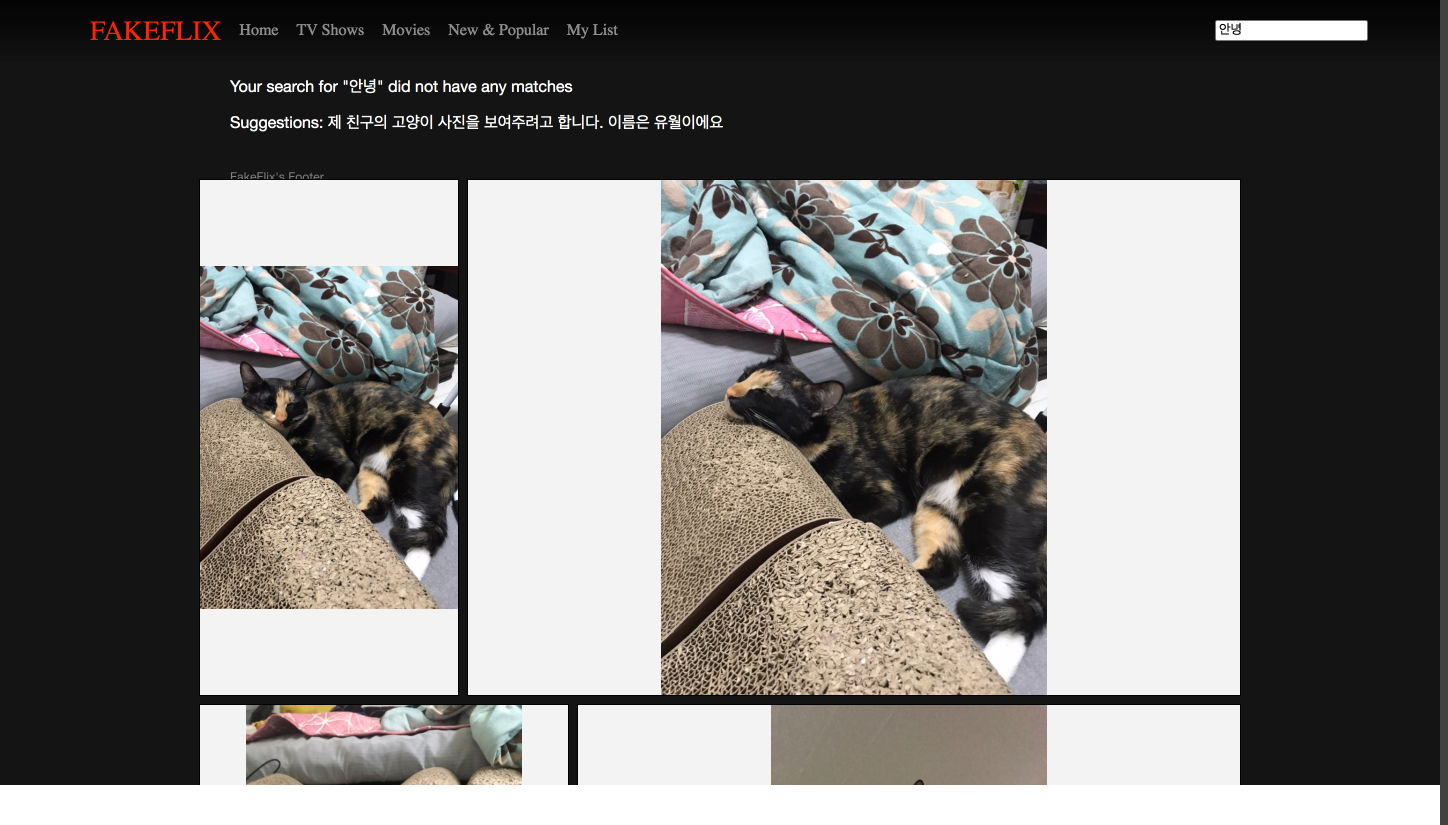 FAKEFLIX Home TV Shows Movies New & Popular My List 안녕
Your search for "안녕" did not have any matches
Suggestions: 제 친구의 고양이 사진을 보여주려고 합니다. 이름은 유월이에요
FakeFlix's Footer